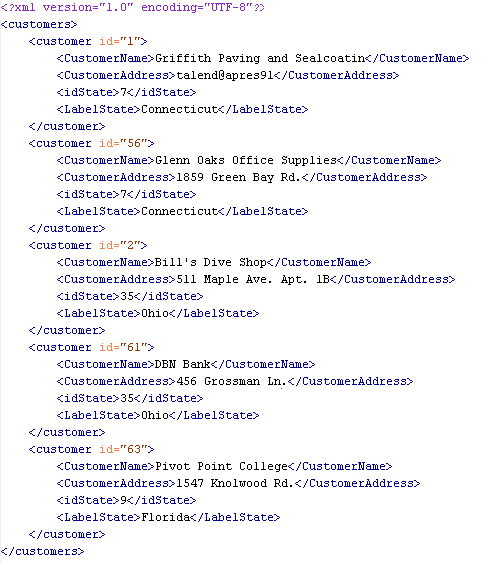 <?xml version="1.0" encoding="UTF-8"?>
<customers>
    <customer id="1">
        <CustomerName>Griffith Paving and Sealcoatin</CustomerName>
        <CustomerAddress>talend@apres91</CustomerAddress>
        <idState>7</idState>
        <LabelState>Connecticut</LabelState>
    </customer>
    <customer id="56">
        <CustomerName>Glenn Oaks Office Supplies</CustomerName>
        <CustomerAddress>1859 Green Bay Rd.</CustomerAddress>
        <idState>7</idState>
        <LabelState>Connecticut</LabelState>
    </customer>
    <customer id="2">
        <CustomerName>Bill's Dive Shop</CustomerName>
        <CustomerAddress>511 Maple Ave. Apt. 1B</CustomerAddress>
        <idState>35</idState>
        <LabelState>Ohio</LabelState>
    </customer>
    <customer id="61">
        <CustomerName>DBN Bank</CustomerName>
        <CustomerAddress>456 Grossman Ln.</CustomerAddress>
        <idState>35</idState>
        <LabelState>Ohio</LabelState>
    </customer>
    <customer id="63">
        <CustomerName>Pivot Point College</CustomerName>
        <CustomerAddress>1547 Knolwood Rd.</CustomerAddress>
        <idState>9</idState>
        <LabelState>Florida</LabelState>
    </customer>
</customers>